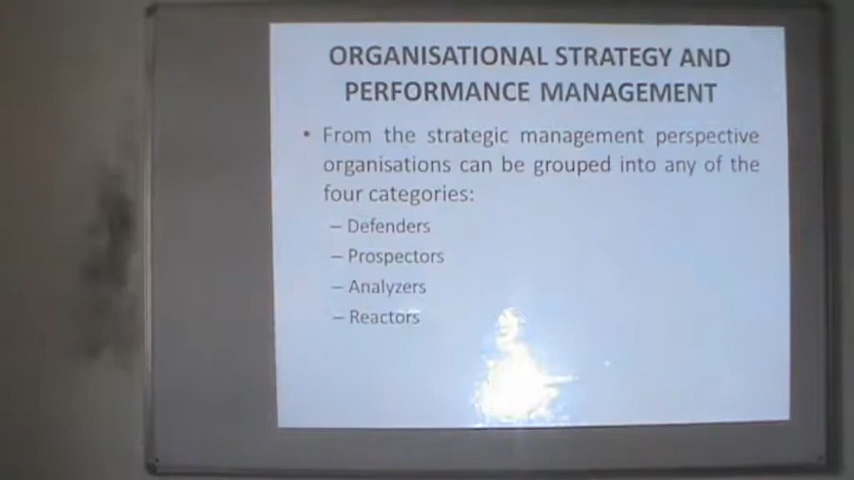 ORGANISATIONAL STRATEGY AND
PERFORMANCE MANAGEMENT
• From the strategic management perspective
organisations can be grouped into any of the
four categories:
– Defenders
– Prospectors
– Analyzers
– Reactors